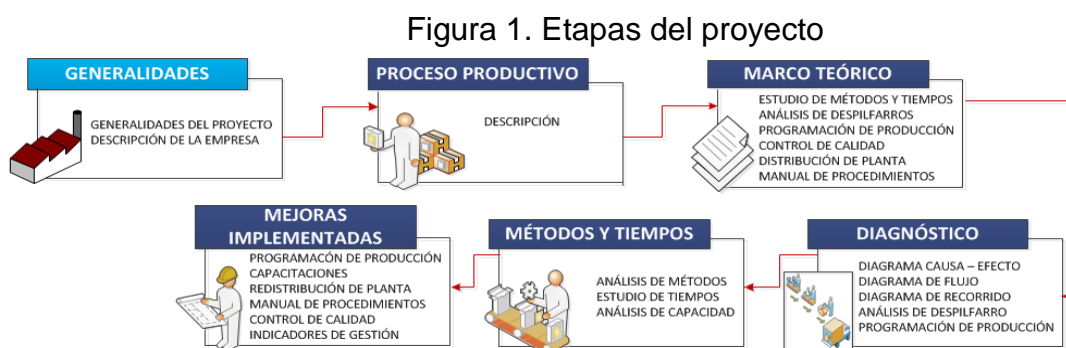 Figura 1. Etapas del proyecto
GENERALIDADES
GENERALIDADES DEL PROYECTO
DESCRIPCIÓN DE LA EMPRESA
PROCESO PRODUCTIVO
DESCRIPCIÓN
MARCO TEÓRICO
ESTUDIO DE MÉTODOS Y TIEMPOS
ANÁLISIS DE DESPILFARROS
PROGRAMACIÓN DE PRODUCCIÓN
CONTROL DE CALIDAD
DISTRIBUCIÓN DE PLANTA
MANUAL DE PROCEDIMIENTOS
MEJORAS
IMPLEMENTADAS
PROGRAMACÓN DE PRODUCCIÓN
CAPACITACIONES
REDISTRIBUCIÓN DE PLANTA
MANUAL DE PROCEDIMIENTOS
CONTROL DE CALIDAD
INDICADORES DE GESTIÓN
MÉTODOS Y TIEMPOS
ANÁLISIS DE MÉTODOS
ESTUDIO DE TIEMPOS
ANÁLISIS DE CAPACIDAD
DIAGNÓSTICO
DIAGRAMA CAUSA – EFECTO
DIAGRAMA DE FLUJO
DIAGRAMA DE RECORRIDO
ANÁLISIS DE DESPILFARRO
PROGRAMACIÓN DE PRODUCCIÓN